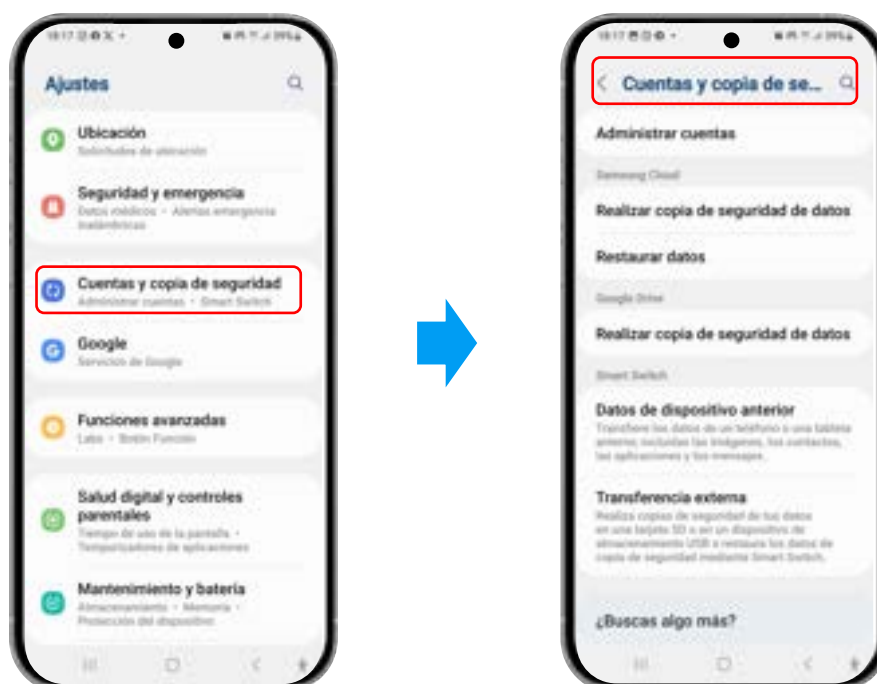 18:17
39%
Ajustes
Ubicación
Solicitudes de ubicación
Seguridad y emergencia
Datos médicos • Alertas emergencia
inalámbricas
Cuentas y copia de seguridad
Administrar cuentas • Smart Switch
Google
Servicios de Google
Funciones avanzadas
Labs • Botón Función
Salud digital y controles
parentales
Tiempo de uso de la pantalla •
Temporizadores de aplicaciones
Mantenimiento y batería
Almacenamiento • Memoria •
Protección del dispositivo
18:17
39%
Cuentas y copia de se...
Administrar cuentas
Samsung Cloud
Realizar copia de seguridad de datos
Restaurar datos
Google Drive
Realizar copia de seguridad de datos
Smart Switch
Datos de dispositivo anterior
Transfiere los datos de un teléfono o una tableta
anterior, incluidas las imágenes, los contactos,
las aplicaciones y los mensajes.
Transferencia externa
Realiza copias de seguridad de tus datos
en una tarjeta SD o en un dispositivo de
almacenamiento USB o restaura los datos de
copia de seguridad mediante Smart Switch.
¿Buscas algo más?